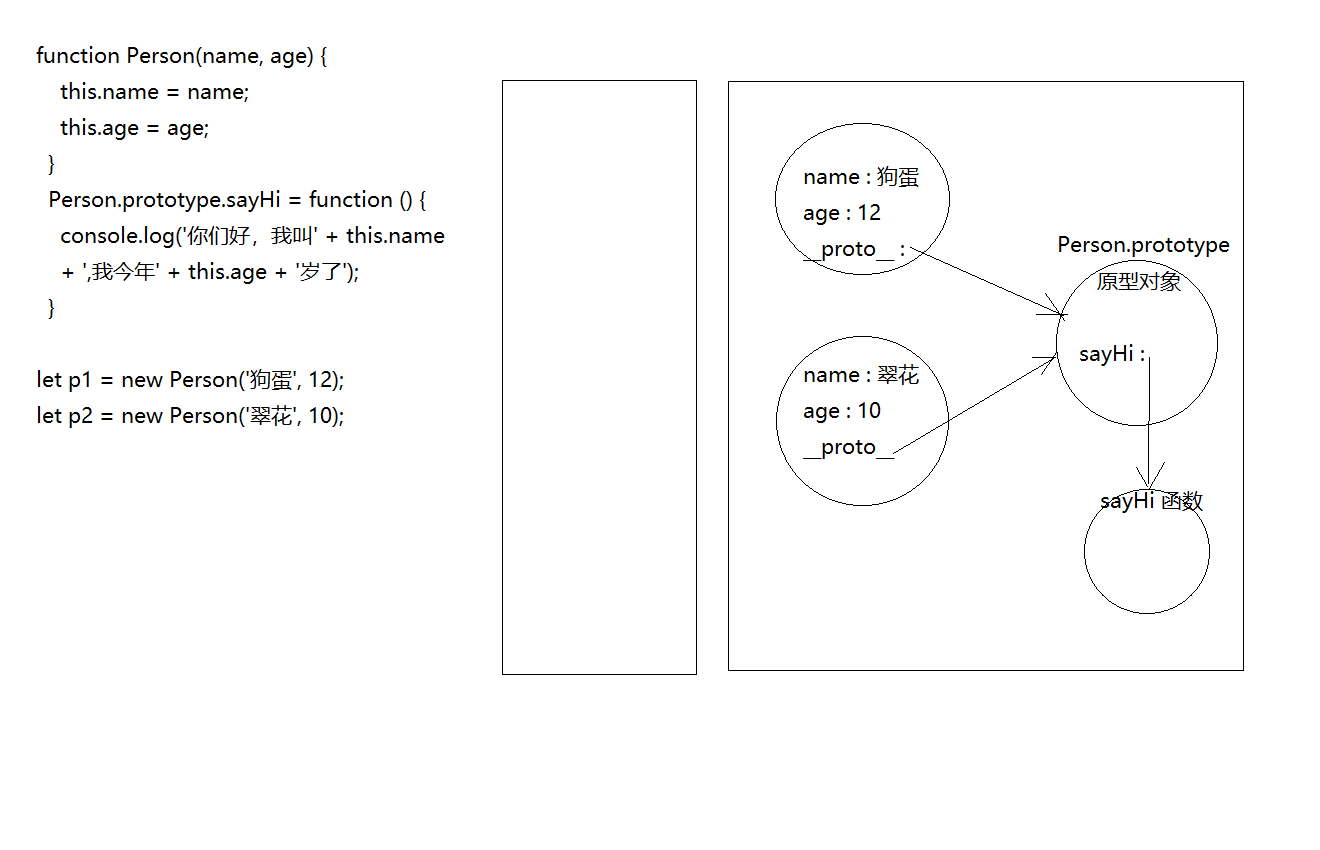 function Person(name, age) {
this.name = name;
this.age = age;
}
Person.prototype.sayHi = function () {
console.log('你们好，我叫' + this.name
+ ',我今年' + this.age + '岁了');
}
let p1 = new Person('狗蛋', 12);
let p2 = new Person('翠花', 10);
name : 狗蛋
age : 12
__proto__ :
name : 翠花
age : 10
__proto__
Person.prototype
原型对象
sayHi :
sayHi 函数